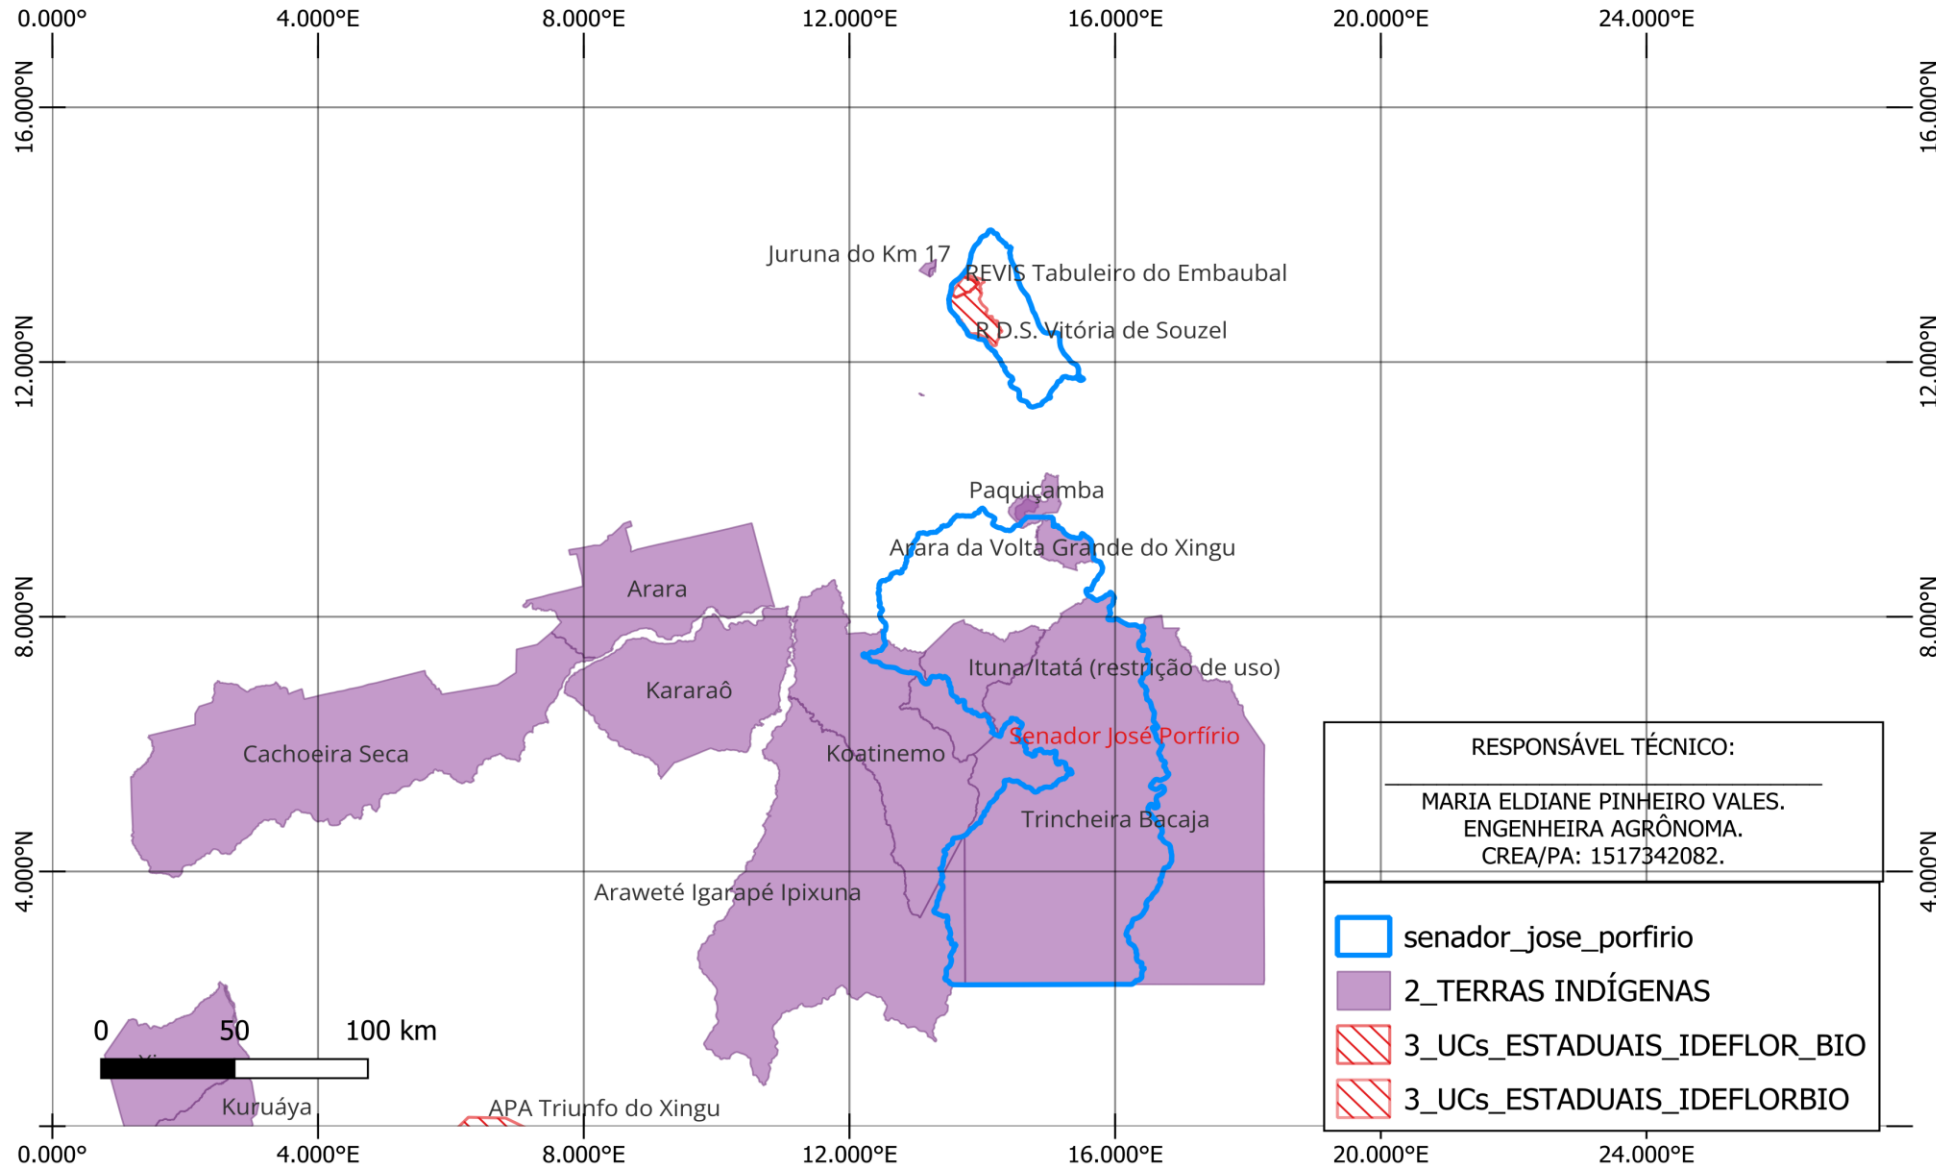 0.000° 4.000°E 8.000°E 12.000°E 16.000°E 20.000°E 24.000°E
16.000°N 16.000°N
Juruna do Km 17
REVIS Tabuleiro do Embaubal
R.D.S. Vitória de Souzel
12.000°N 12.000°N
Paquiçamba
Arara da Volta Grande do Xingu
Arara
8.000°N 8.000°N
Ituna/Itatá (restrição de uso)
Kararaô
Senador José Porfírio
Cachoeira Seca
Koatinemo
Trincheira Bacaja
RESPONSÁVEL TÉCNICO:
MARIA ELDIANE PINHEIRO VALES.
ENGENHEIRA AGRÔNOMA.
CREA/PA: 1517342082.
4.000°N 4.000°N
Araweté Igarapé Ipixuna
senador_jose_porfirio
2_TERRAS INDÍGENAS
3_UCs_ESTADUAIS_IDEFLOR_BIO
3_UCs_ESTADUAIS_IDEFLORBIO
0 50 100 km
Kuruáya
APA Triunfo do Xingu
0.000° 4.000°E 8.000°E 12.000°E 16.000°E 20.000°E 24.000°E